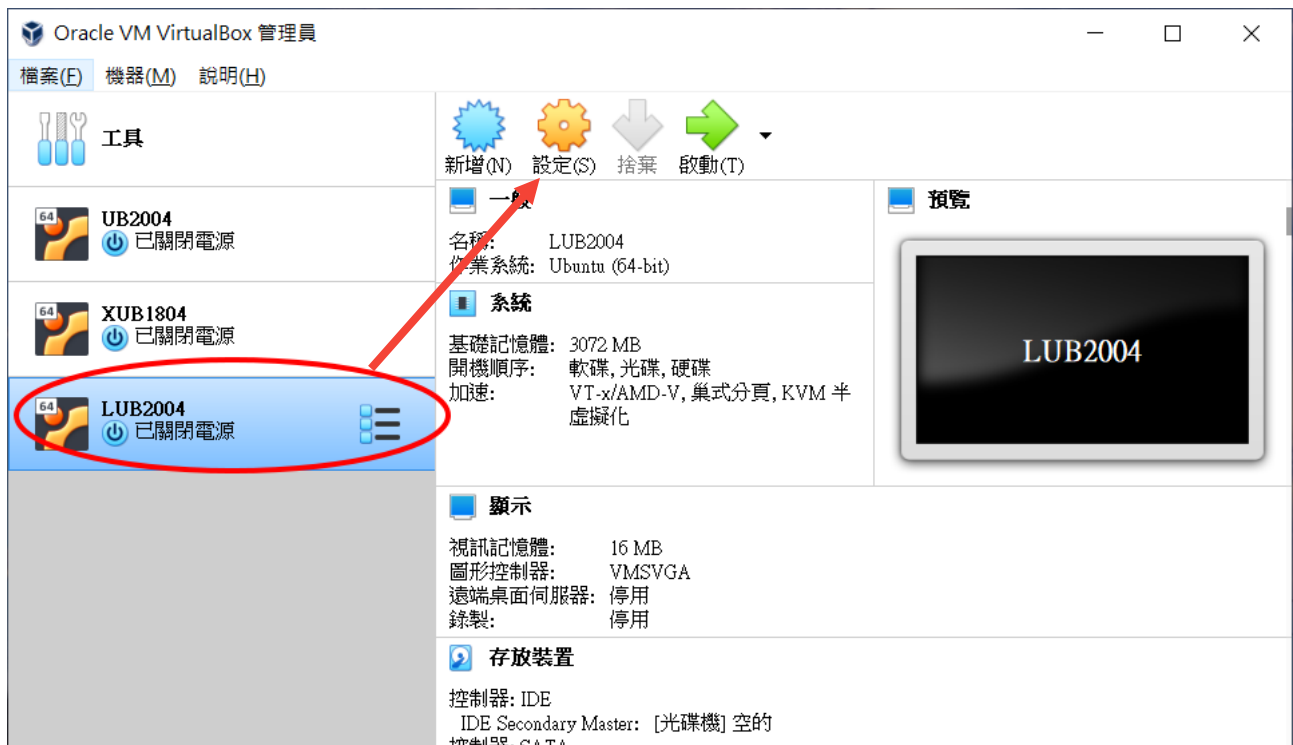 Oracle VM VirtualBox 管理員
檔案(F) 機器(M) 說明(H)
工具
新增(N) 設定(S) 捨棄 啟動(T)
64
UB2004
已關閉電源
64
XUB1804
已關閉電源
64
LUB2004
已關閉電源
一般
名稱: LUB2004
作業系統: Ubuntu (64-bit)
系統
基礎記憶體: 3072 MB
開機順序: 軟碟, 光碟, 硬碟
加速: VT-x/AMD-V, 巢式分頁, KVM 半
虛擬化
預覽
LUB2004
顯示
視訊記憶體: 16 MB
圖形控制器: VMSVGA
遠端桌面伺服器: 停用
錄製: 停用
存放裝置
控制器: IDE
IDE Secondary Master: [光碟機] 空的
控制器: SATA